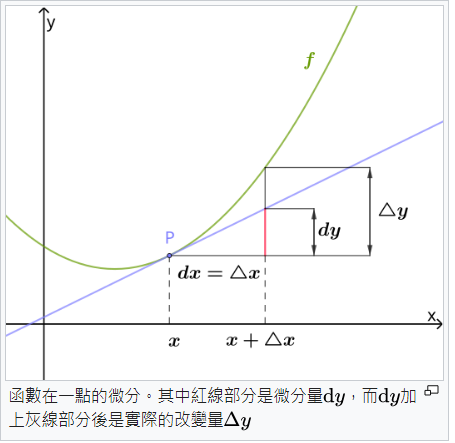 y
f
P
△y
dy
dx = △x
x
x
x + △x
函數在一點的微分。其中紅線部分是微分量dy，而dy加
上灰線部分後是實際的改變量Δy